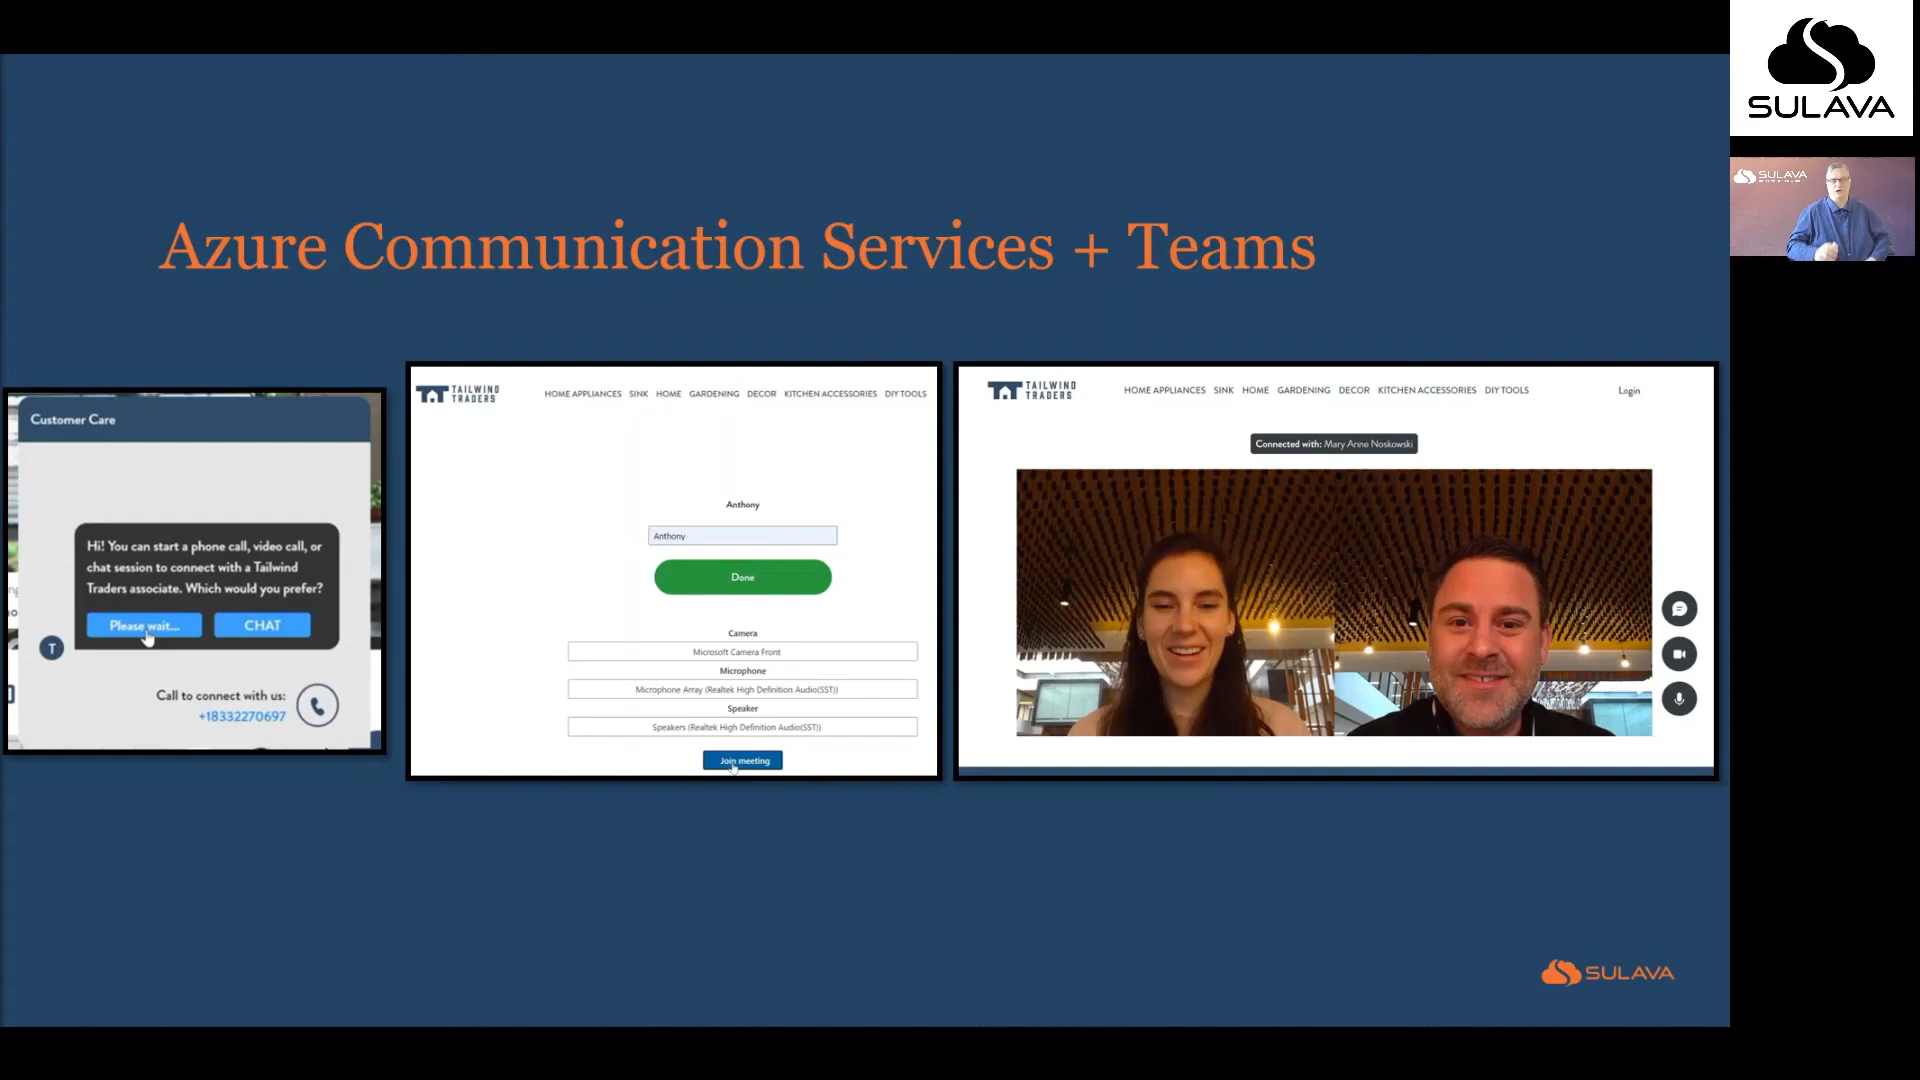 SULAVA
SULAVA
Azure Communication Services + Teams
Customer Care
Hi! You can start a phone call, video call, or
chat session to connect with a Tailwind
Traders associate. Which would you prefer?
Please wait...
CHAT
T
Call to connect with us:
+18332270697
TAILWIND
TRADERS
HOME APPLIANCES SINK HOME GARDENING DECOR KITCHEN ACCESSORIES DIY TOOLS
Anthony
Anthony
Done
Camera
Microsoft Camera Front
Microphone
Microphone Array (Realtek High Definition Audio(SST))
Speaker
Speakers (Realtek High Definition Audio(SST))
Join meeting
TAILWIND
TRADERS
HOME APPLIANCES SINK HOME GARDENING DECOR KITCHEN ACCESSORIES DIY TOOLS
Login
Connected with: Mary Anne Noskowski
SULAVA